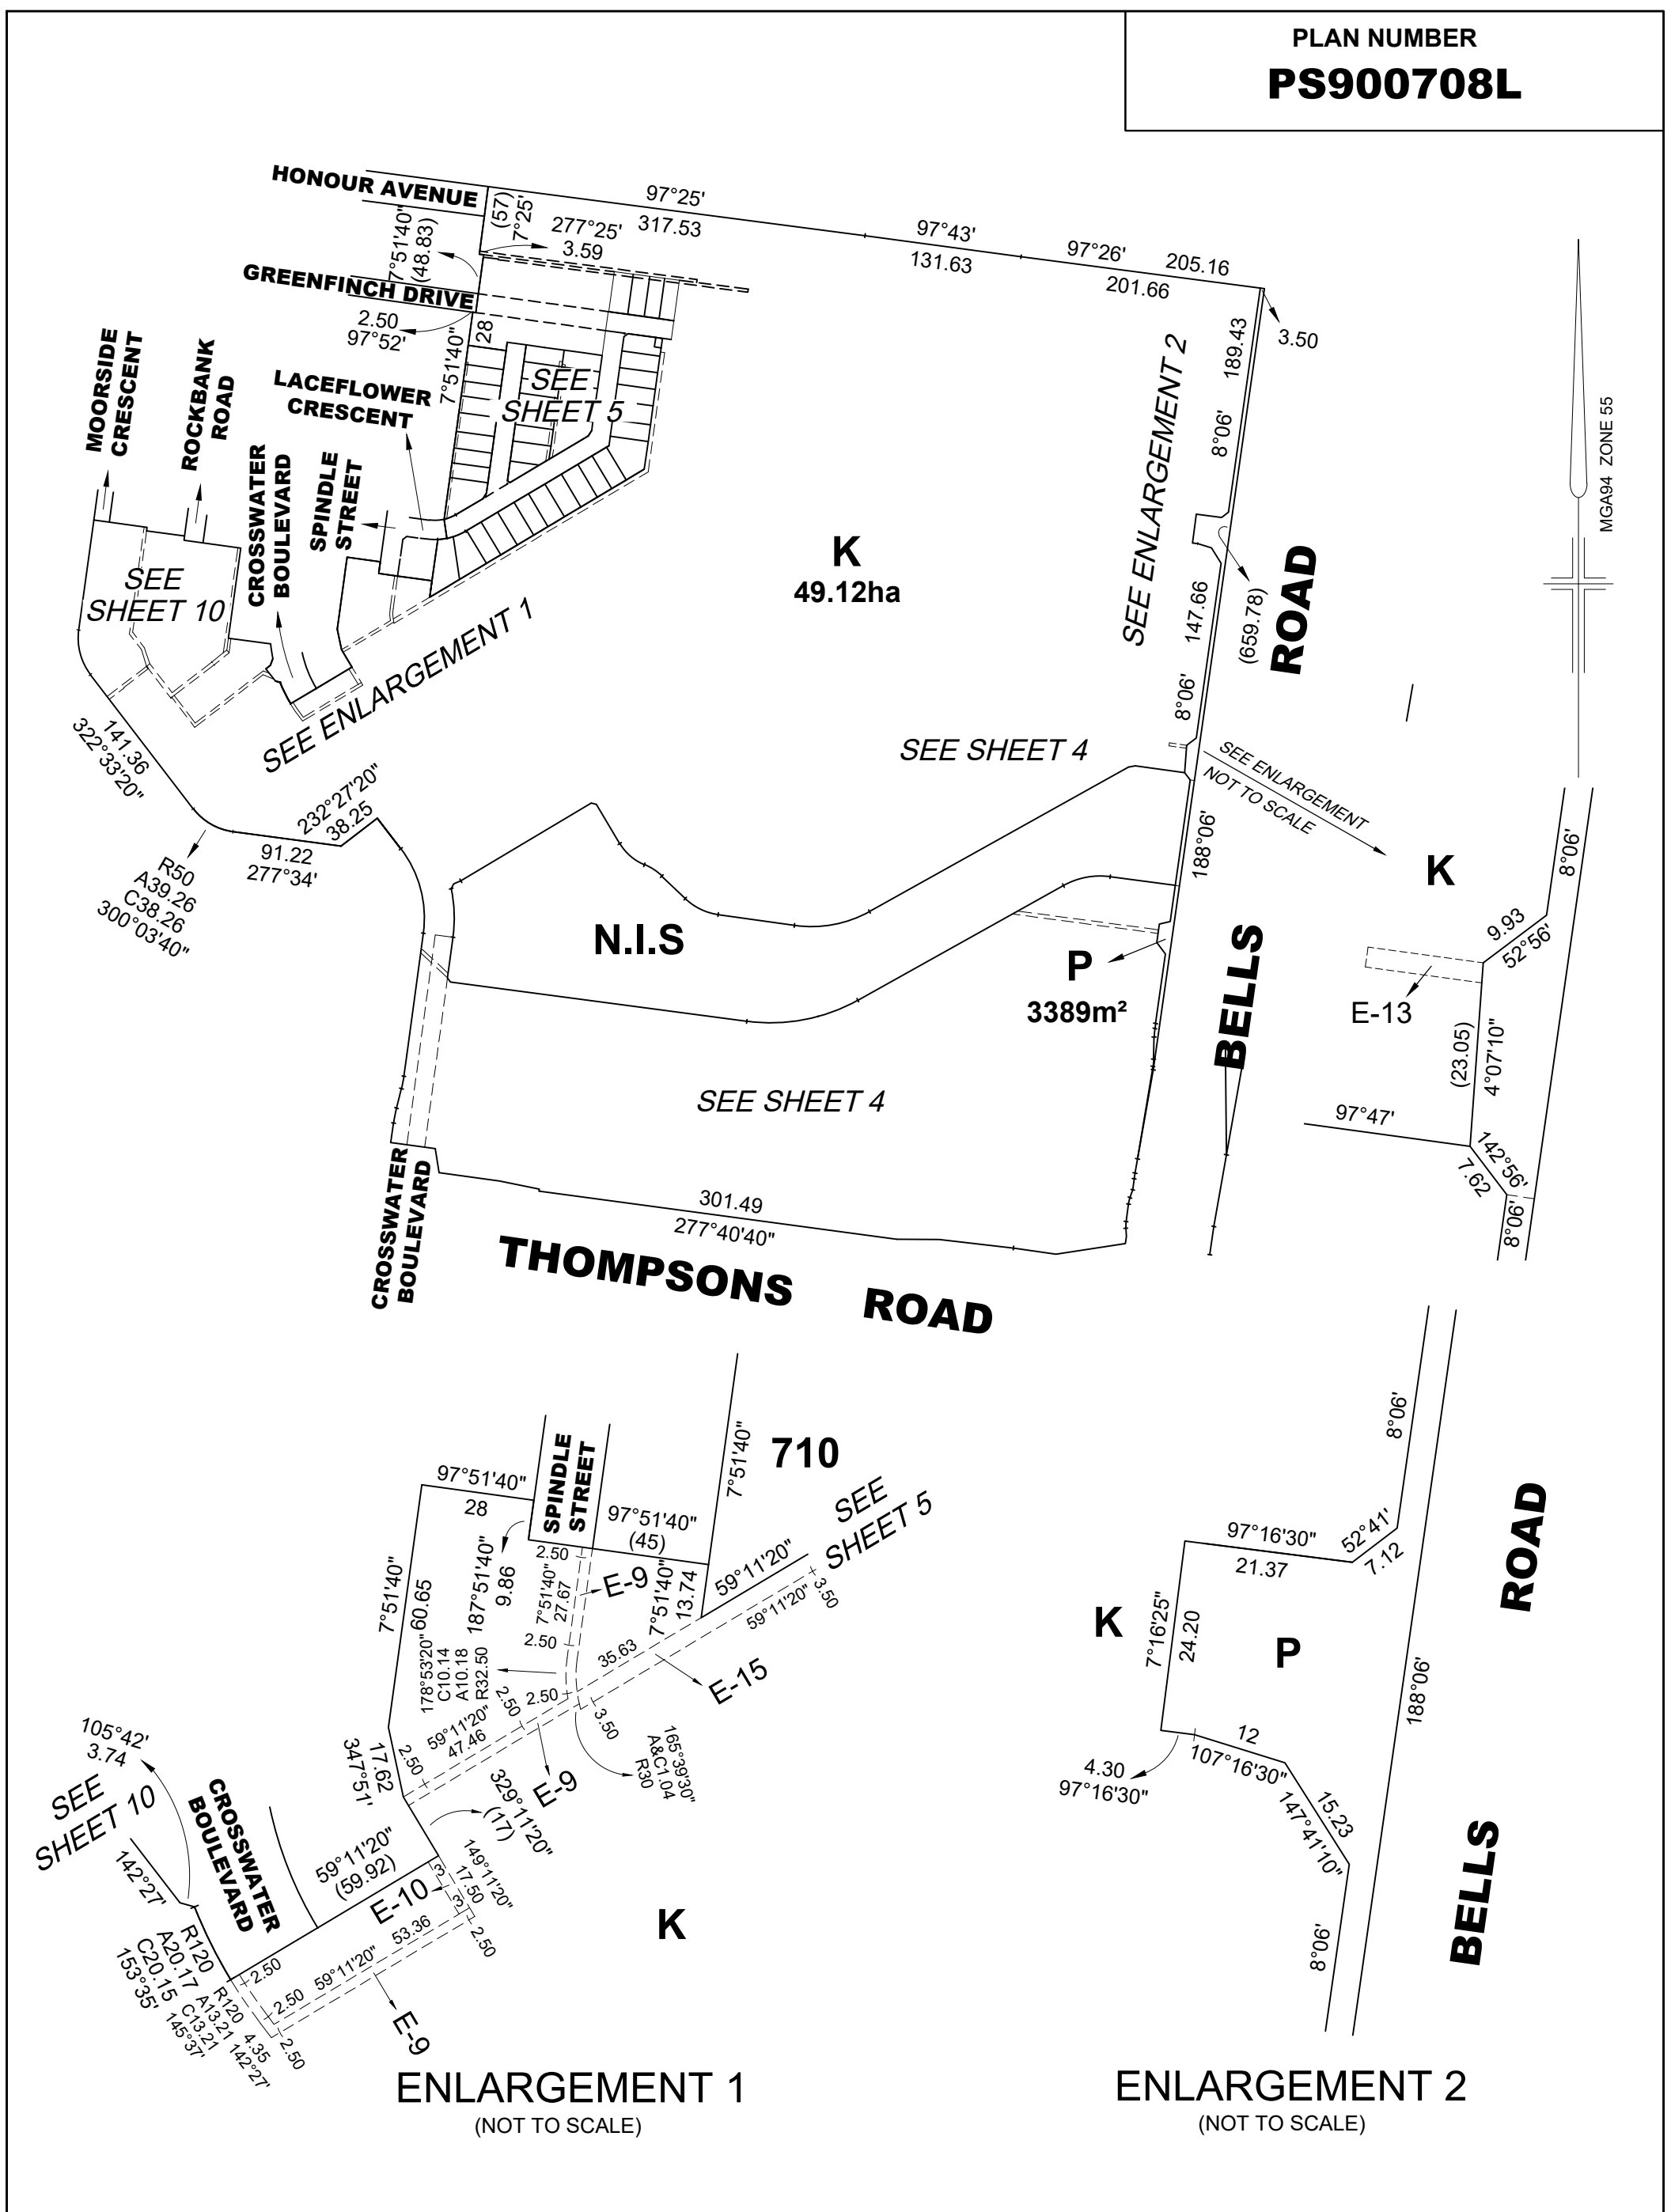 PLAN NUMBER
PS900708L
HONOUR AVENUE
(57)
7°25'
97°25'
317.53
277°25'
3.59
7°51'40"
(48.83)
97°43'
131.63
97°26'
205.16
201.66
3.50
GREENFINCH DRIVE
2.50
97°52'
28
7°51'40"
189.43
8°06'
MOORSIDE
CRESCENT
ROCKBANK
ROAD
LACEFLOWER
CRESCENT
CROSSWATER
BOULEVARD
SPINDLE
STREET
SEE
SHEET 5
SEE ENLARGEMENT 2
MGA94 ZONE 55
SEE
SHEET 10
K
49.12ha
147.66
8°06'
(659.78)
ROAD
SEE ENLARGEMENT 1
141.36
322°33'20"
SEE SHEET 4
SEE ENLARGEMENT
NOT TO SCALE
232°27'20"
38.25
91.22
277°34'
R50
A39.26
C38.26
300°03'40"
188°06'
N.I.S
P
3389m²
BELLS
K
8°06'
9.93
52°56'
E-13
(23.05)
4°07'10"
97°47'
142°56'
7.62
8°06'
SEE SHEET 4
CROSSWATER
BOULEVARD
301.49
277°40'40"
THOMPSONS ROAD
710
7°51'40"
97°51'40"
28
SPINDLE
STREET
97°51'40"
(45)
SEE
SHEET 5
7°51'40"
60.65
187°51'40"
9.86
2.50
7°51'40"
27.67
E-9
7°51'40"
13.74
59°11'20"
59°11'20"
3.50
2.50
35.63
E-15
178°53'20"
C10.14
A10.18
R32.50
2.50
2.50
3.50
59°11'20"
47.46
2.50
165°39'30"
A&C1.04
R30
E-9
17.62
347°51'
329°11'20"
(17)
105°42'
3.74
SEE
SHEET 10
CROSSWATER
BOULEVARD
142°27'
59°11'20"
(59.92)
3
149°11'20"
17.50
3
E-10
53.36
59°11'20"
2.50
K
R120
A20.17
C20.15
153°35'
2.50
2.50
R120
A13.21
C13.21
145°37'
4.35
142°27'
2.50
E-9
ENLARGEMENT 1
(NOT TO SCALE)
8°06'
97°16'30"
21.37
52°41'
7.12
ROAD
K
7°16'25"
24.20
P
188°06'
12
107°16'30"
4.30
97°16'30"
15.23
147°41'10"
8°06'
BELLS
ENLARGEMENT 2
(NOT TO SCALE)